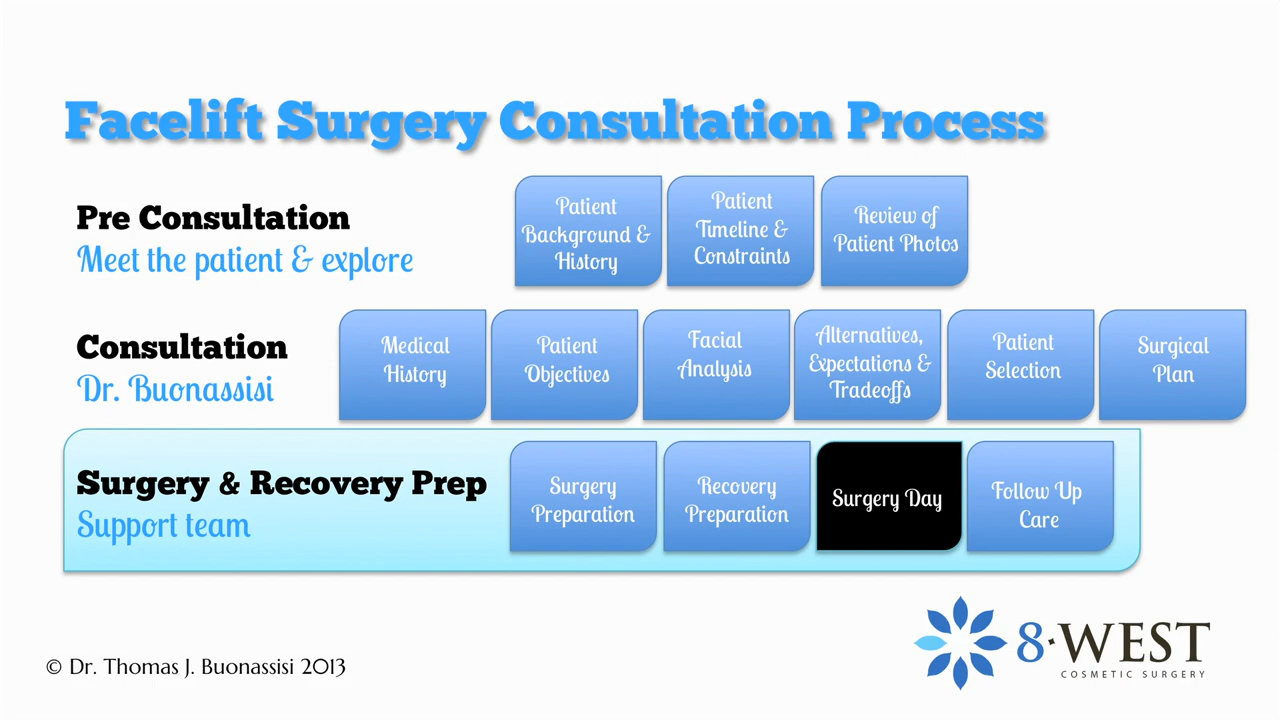 Facelift Surgery Consultation Process
Pre Consultation
Meet the patient & explore
Patient
Background &
History
Patient
Timeline &
Constraints
Review of
Patient Photos
Consultation
Dr. Buonassisi
Medical
History
Patient
Objectives
Facial
Analysis
Alternatives,
Expectations &
Tradeoffs
Patient
Selection
Surgical
Plan
Surgery & Recovery Prep
Support team
Surgery
Preparation
Recovery
Preparation
Surgery Day
Follow Up
Care
© Dr. Thomas J. Buonassisi 2013
8·WEST
COSMETIC SURGERY